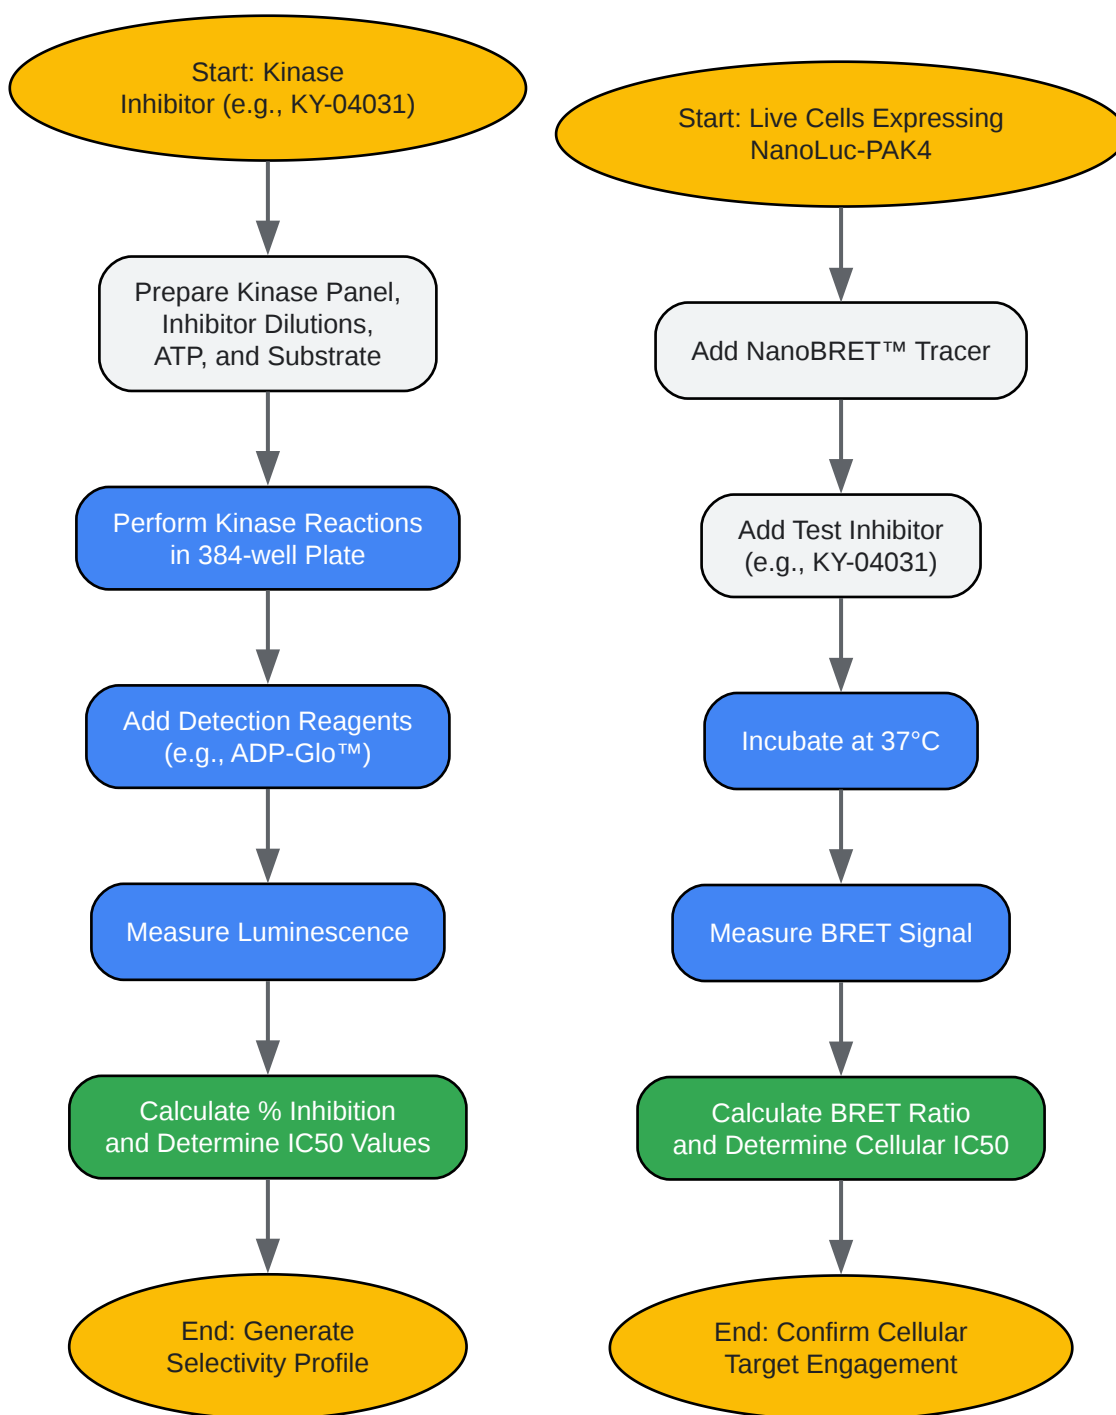 Start: Kinase
Inhibitor (e.g., KY-04031)
Prepare Kinase Panel,
Inhibitor Dilutions,
ATP, and Substrate
Perform Kinase Reactions
in 384-well Plate
Add Detection Reagents
(e.g., ADP-Glo™)
Measure Luminescence
Calculate % Inhibition
and Determine IC50 Values
End: Generate
Selectivity Profile
Start: Live Cells Expressing
NanoLuc-PAK4
Add NanoBRET™ Tracer
Add Test Inhibitor
(e.g., KY-04031)
Incubate at 37°C
Measure BRET Signal
Calculate BRET Ratio
and Determine Cellular IC50
End: Confirm Cellular
Target Engagement